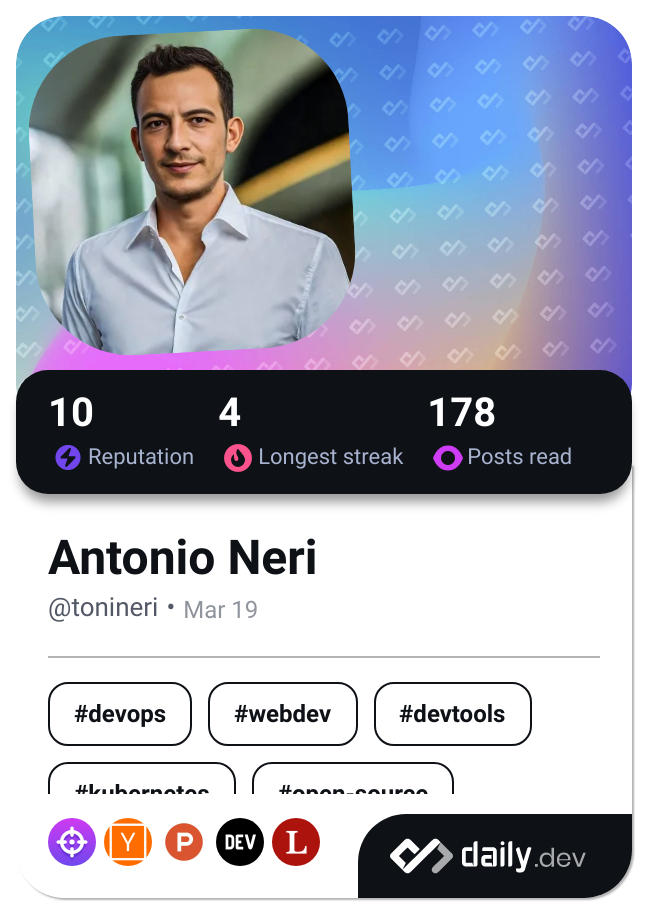 10 4 178
Reputation Longest streak Posts read
Antonio Neri
@tonineri • Mar 19
#devops #webdev #devtools
#kubernetes #open-source
Y P DEV L daily.dev